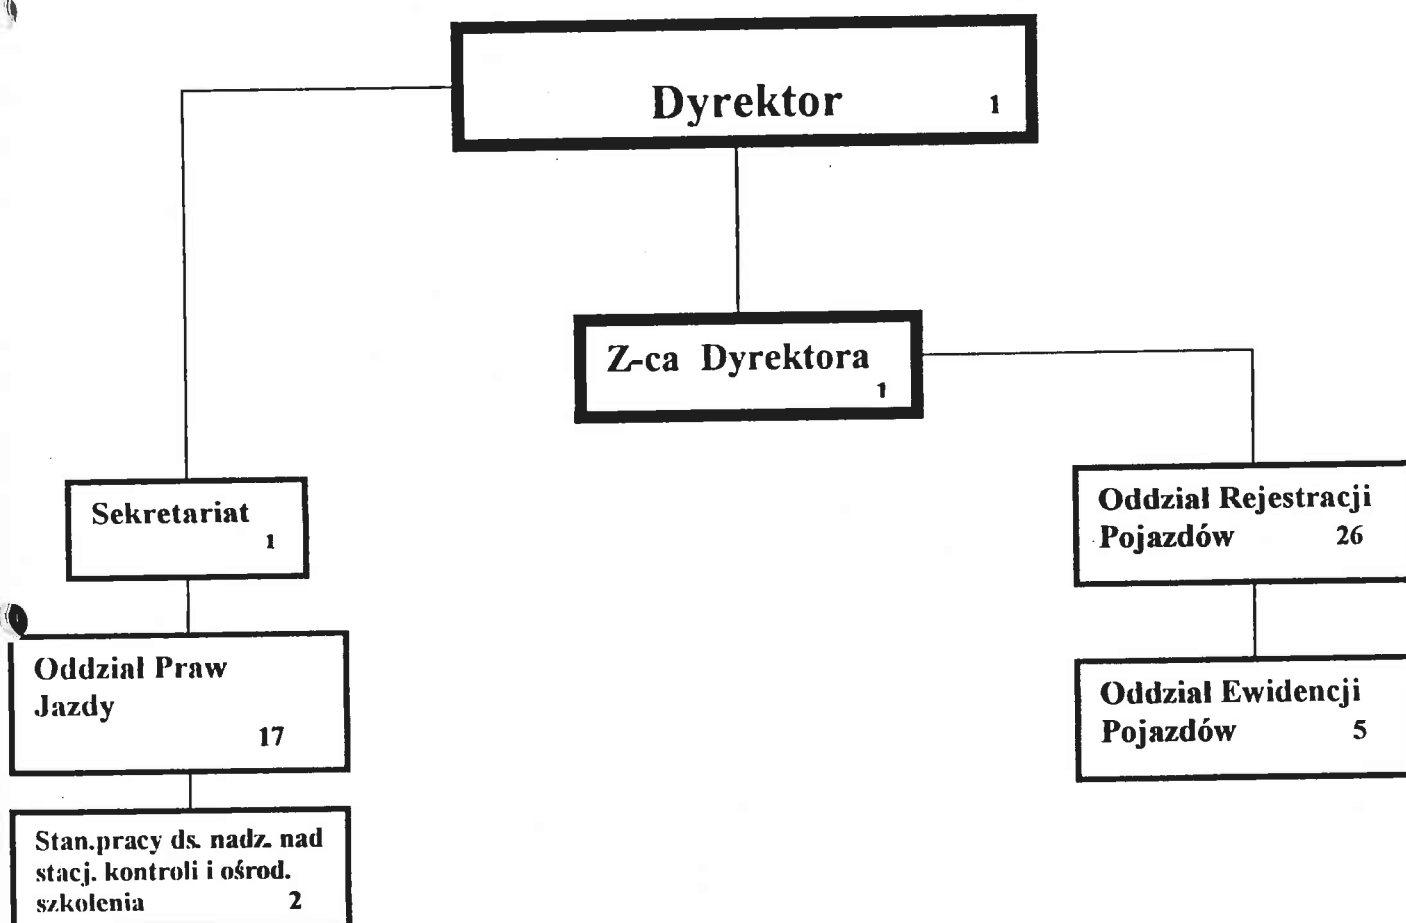 Dyrektor 1
Z-ca Dyrektora
1
Sekretariat
1
Oddział Praw
Jazdy
17
Stan.pracy ds. nadz. nad
stacj. kontroli i ośrod.
szkolenia 2
Oddział Rejestracji
Pojazdów 26
Oddział Ewidencji
Pojazdów 5